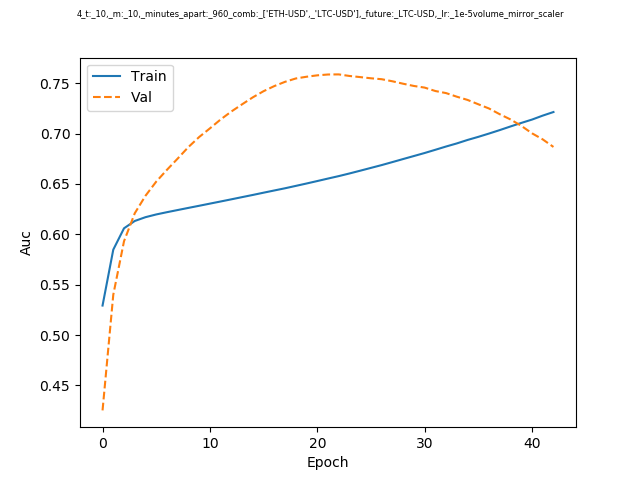 4_t:_10,_m:_10,_minutes_apart:_960_comb:_['ETH-USD',_'LTC-USD'],_future:_LTC-USD,_lr:_1e-5volume_mirror_scaler
Train
Val
0.75
0.70
0.65
0.60
0.55
0.50
0.45
Auc
0 10 20 30 40
Epoch